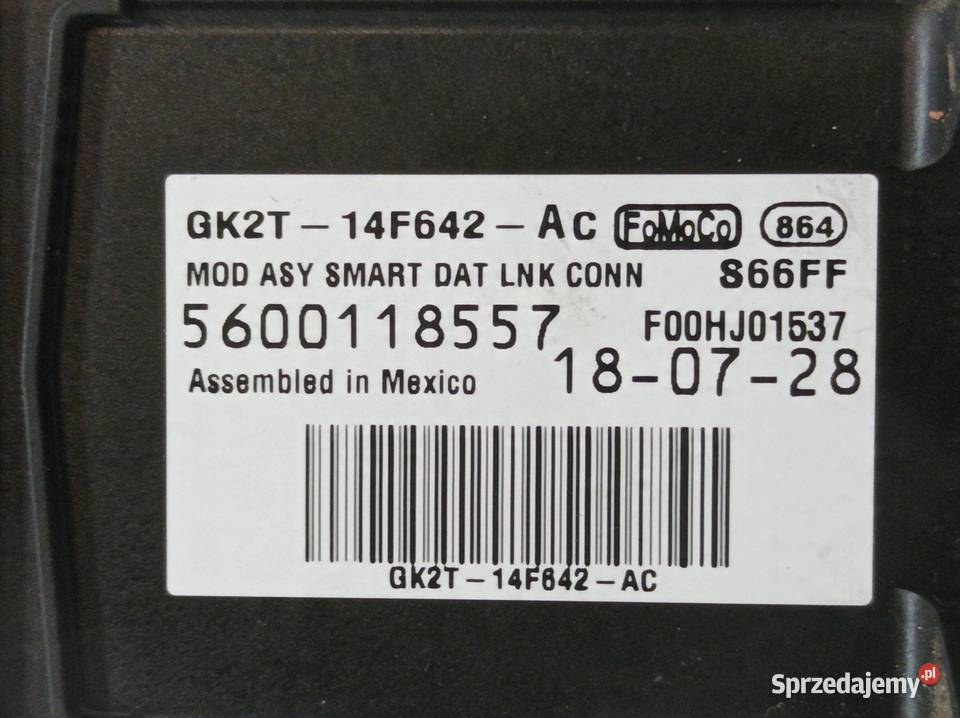 GK2T - 14F642 - AC FoMoCo 864
MOD ASY SMART DAT LNK CONN S66FF
5600118557 F00HJ01537
Assembled in Mexico 18-07-28
GK2T-14F642-AC
Sprzedajemy.pl